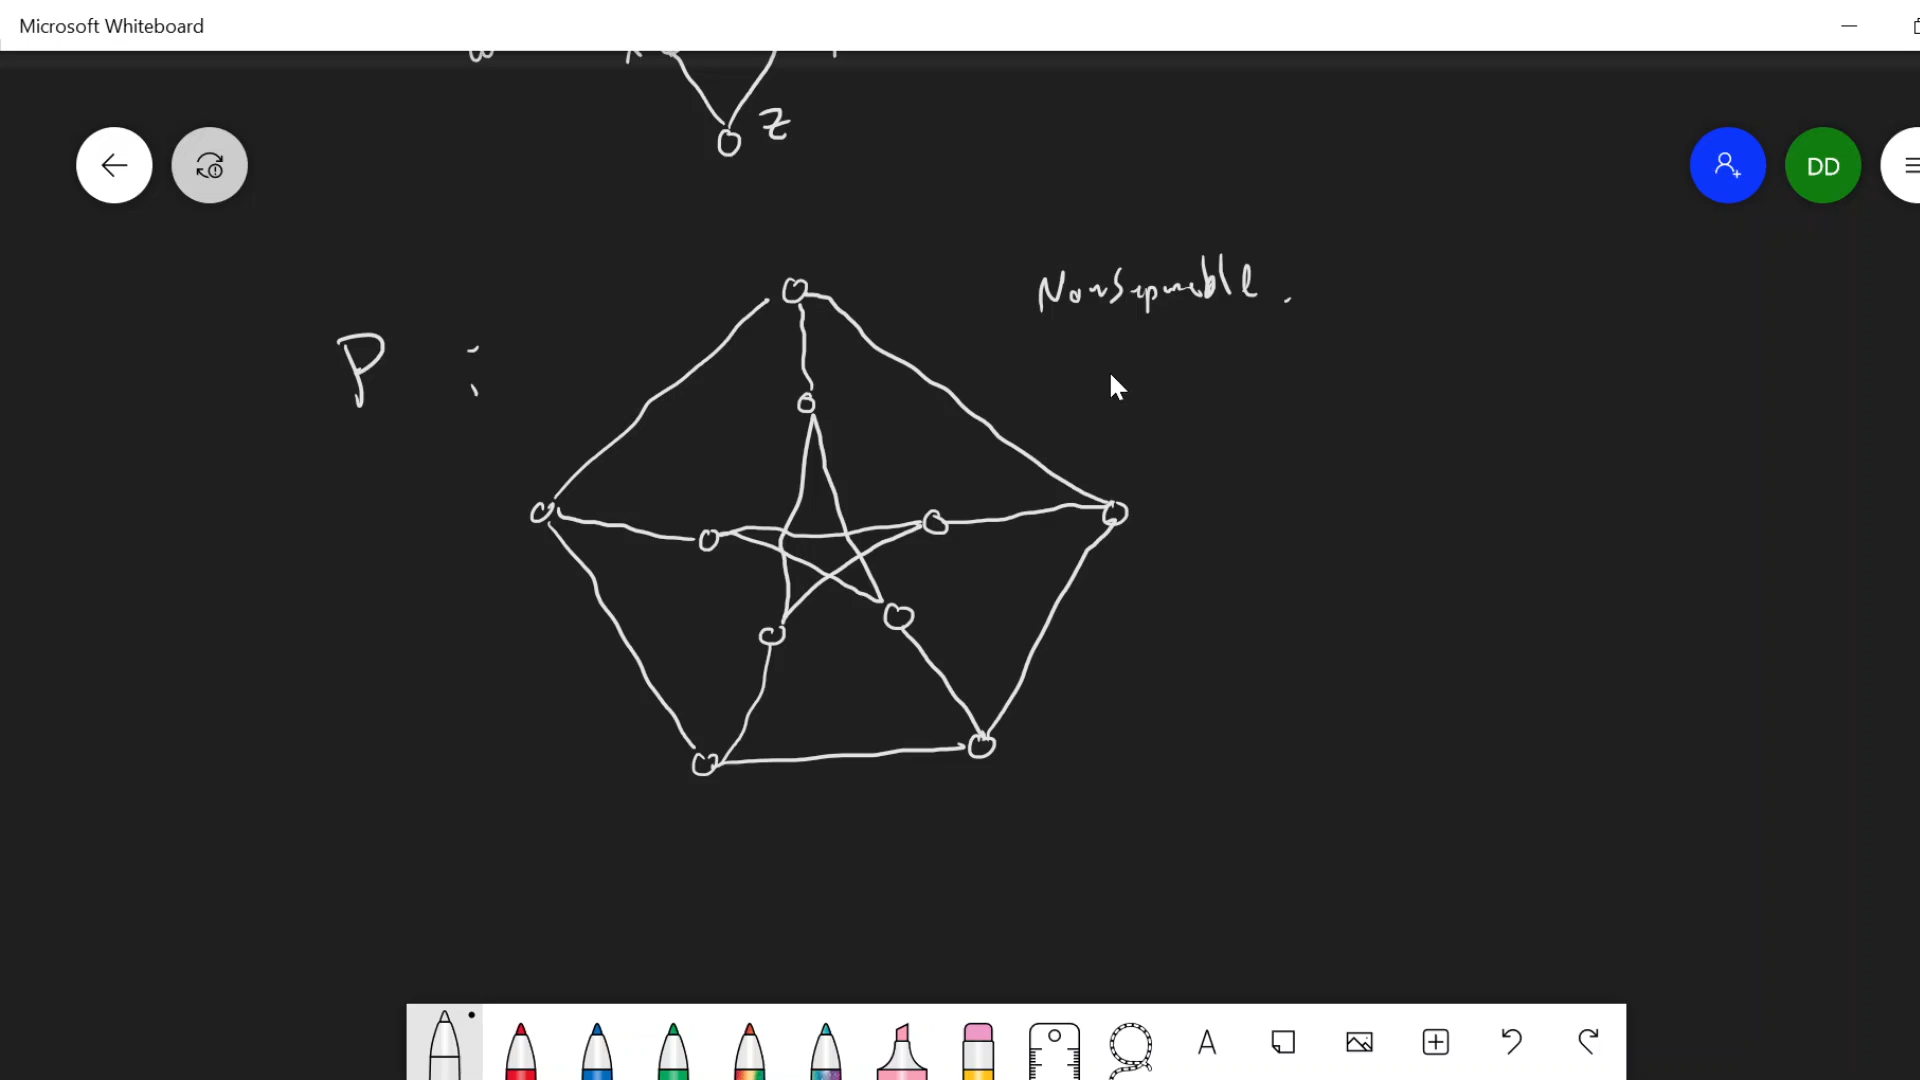 Microsoft Whiteboard
z
DD
Nonseparable.
P :
A